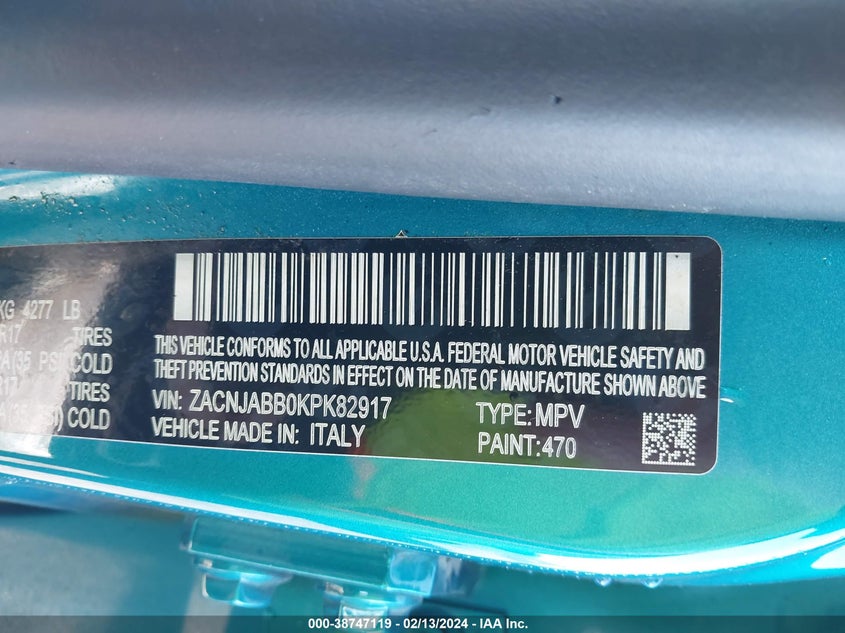 KG 4277 LB
R17 TIRES
PSI COLD
TIRES
COLD
THIS VEHICLE CONFORMS TO ALL APPLICABLE U.S.A. FEDERAL MOTOR VEHICLE SAFETY AND
THEFT PREVENTION STANDARDS IN EFFECT ON THE DATE OF MANUFACTURE SHOWN ABOVE
VIN: ZACNJABB0KPK82917 TYPE: MPV
VEHICLE MADE IN: ITALY PAINT:470
000-38747119 - 02/13/2024 - IAA Inc.